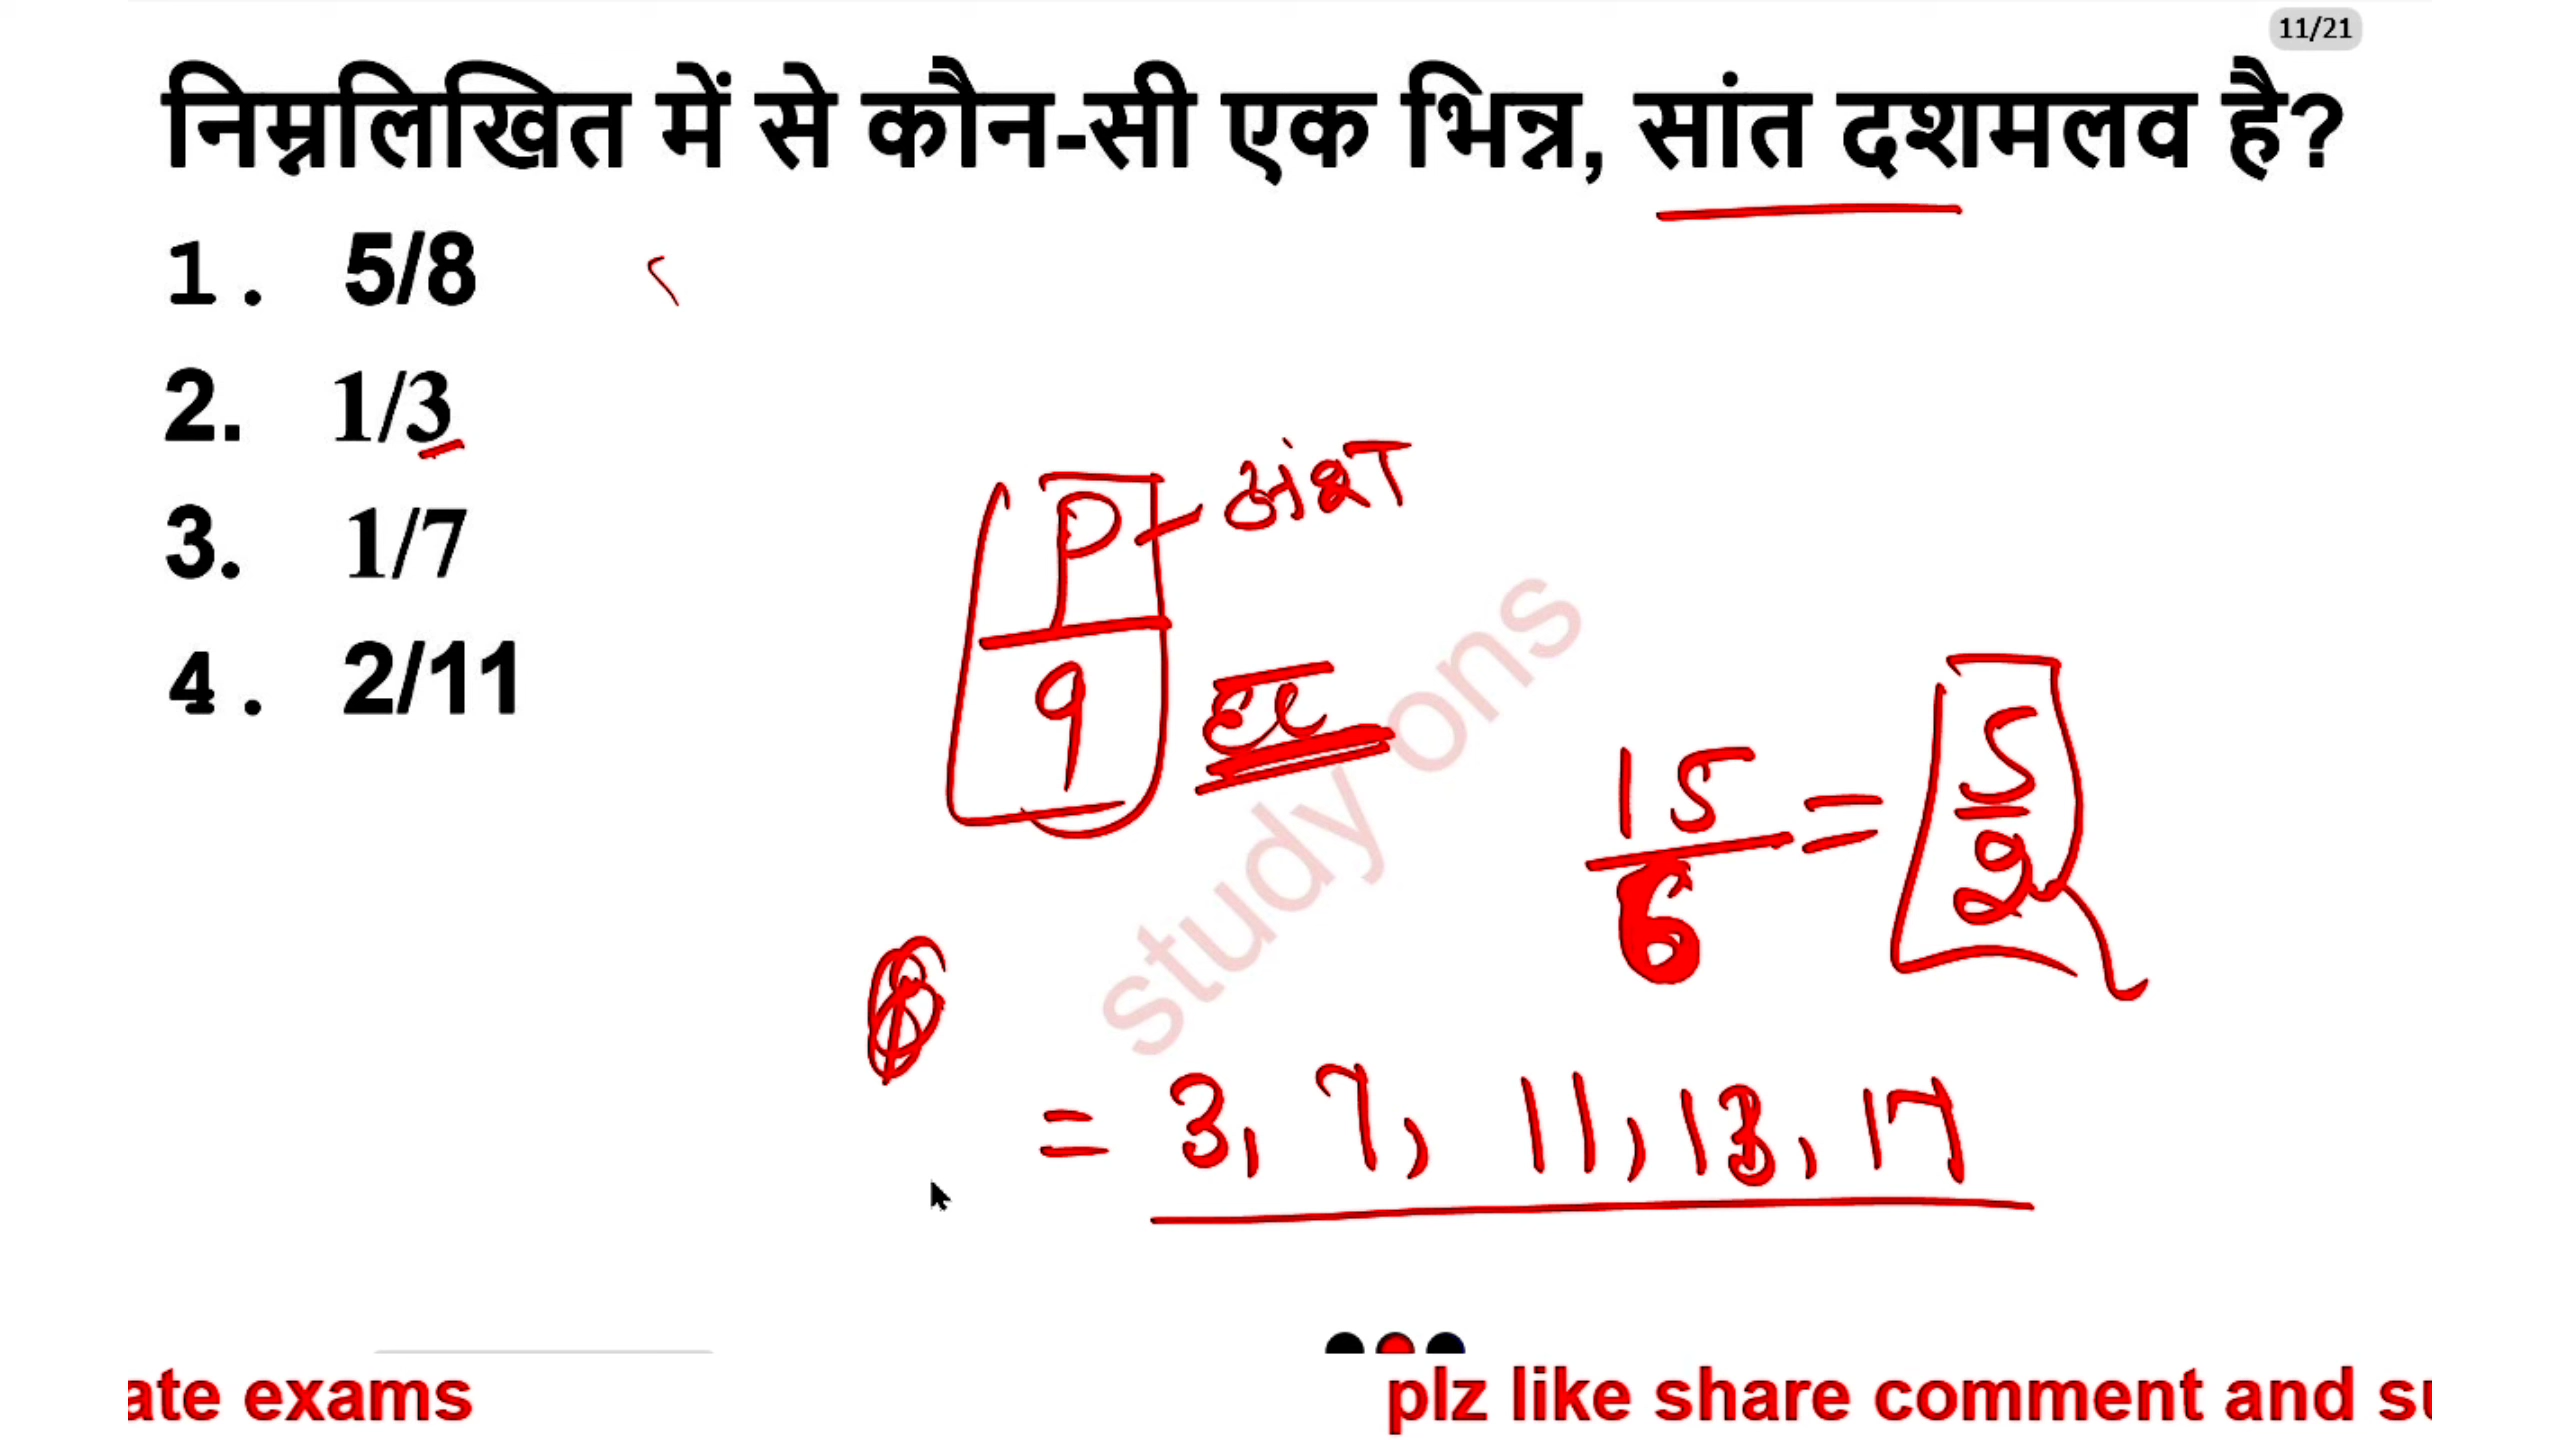 11/21
निम्नलिखित में से कौन-सी एक भिन्न, सांत दशमलव है?
1. 5/8
2. 1/3
3. 1/7
4. 2/11
P
q
अंश
हर
15/6 = 5/2
= 3, 7, 11, 13, 17
study ons
ate exams
plz like share comment and su